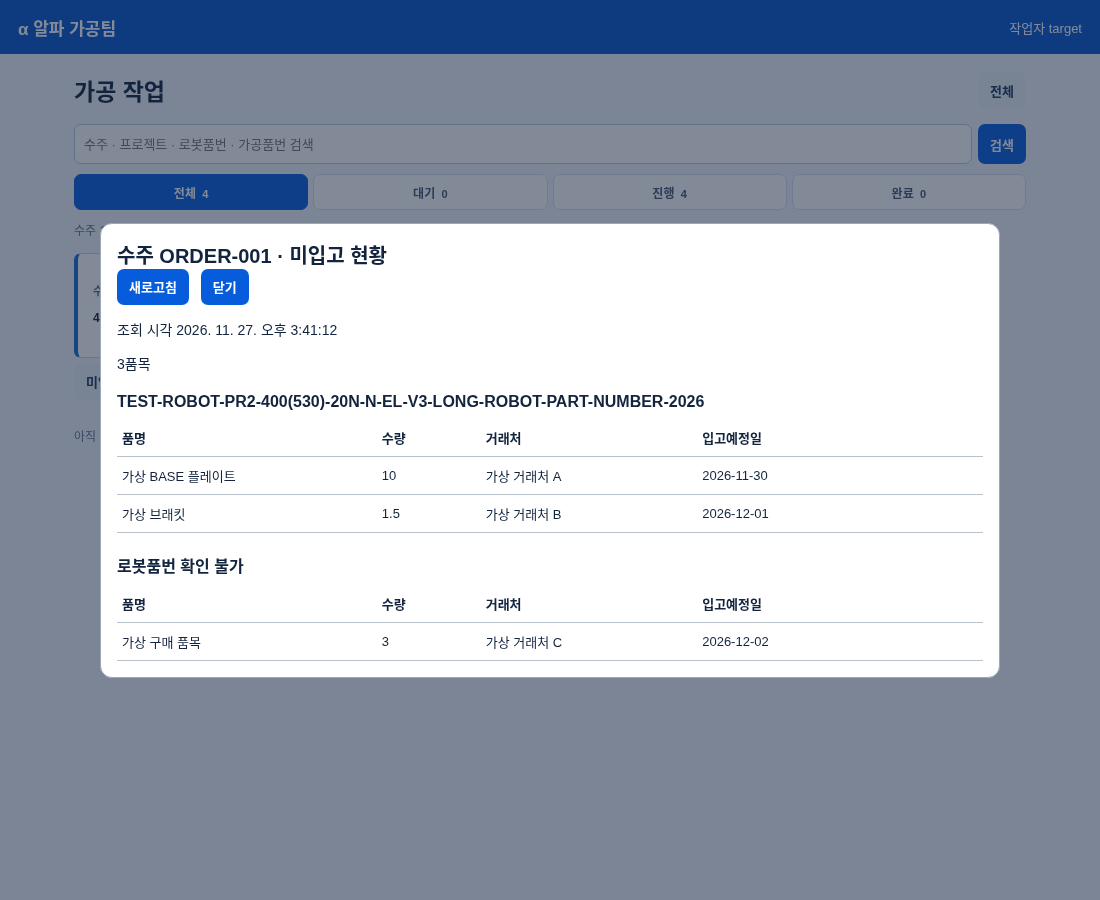 α 알파 가공팀
작업자 target
가공 작업
전체
수주 · 프로젝트 · 로봇품번 · 가공품번 검색
검색
전체 4
대기 0
진행 4
완료 0
수주
수주 ORDER-001 · 미입고 현황
새로고침
닫기
조회 시각 2026. 11. 27. 오후 3:41:12
3품목
TEST-ROBOT-PR2-400(530)-20N-N-EL-V3-LONG-ROBOT-PART-NUMBER-2026
품명 수량 거래처 입고예정일
가상 BASE 플레이트 10 가상 거래처 A 2026-11-30
가상 브래킷 1.5 가상 거래처 B 2026-12-01
로봇품번 확인 불가
품명 수량 거래처 입고예정일
가상 구매 품목 3 가상 거래처 C 2026-12-02
아직